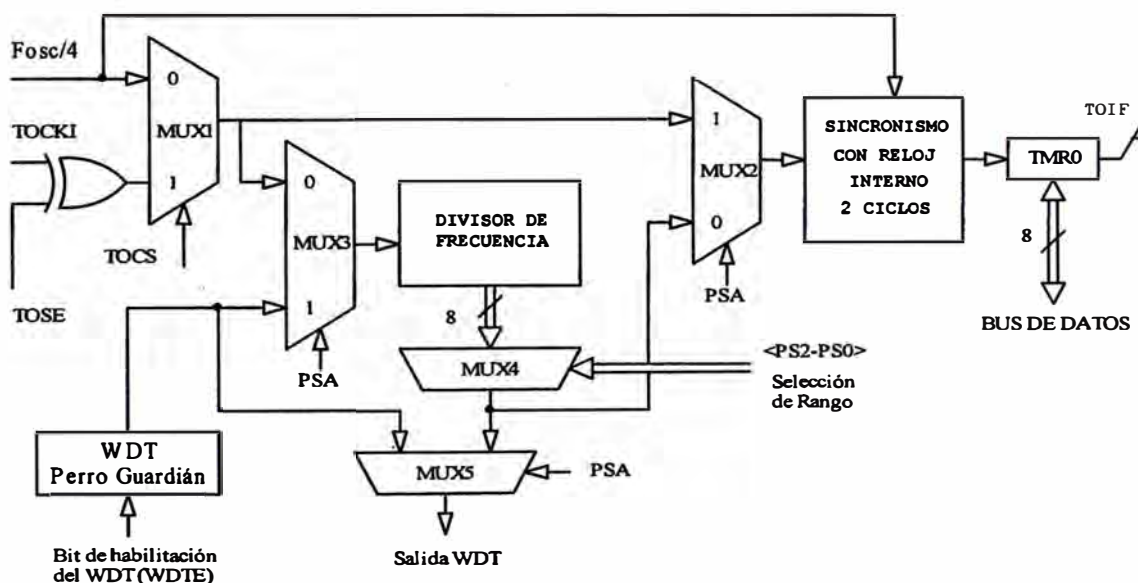 Fosc/4
TOCKI
TOSE
0
MUX1
1
TOCS
0
MUX3
1
PSA
DIVISOR DE
FRECUENCIA
8
MUX4
<PS2-PS0>
Selección
de Rango
1
MUX2
0
PSA
SINCRONISMO
CON RELOJ
INTERNO
2 CICLOS
TMR0
TOIF
8
BUS DE DATOS
WDT
Perro Guardián
Bit de habilitación
del WDT(WDTE)
MUX5
PSA
Salida WDT